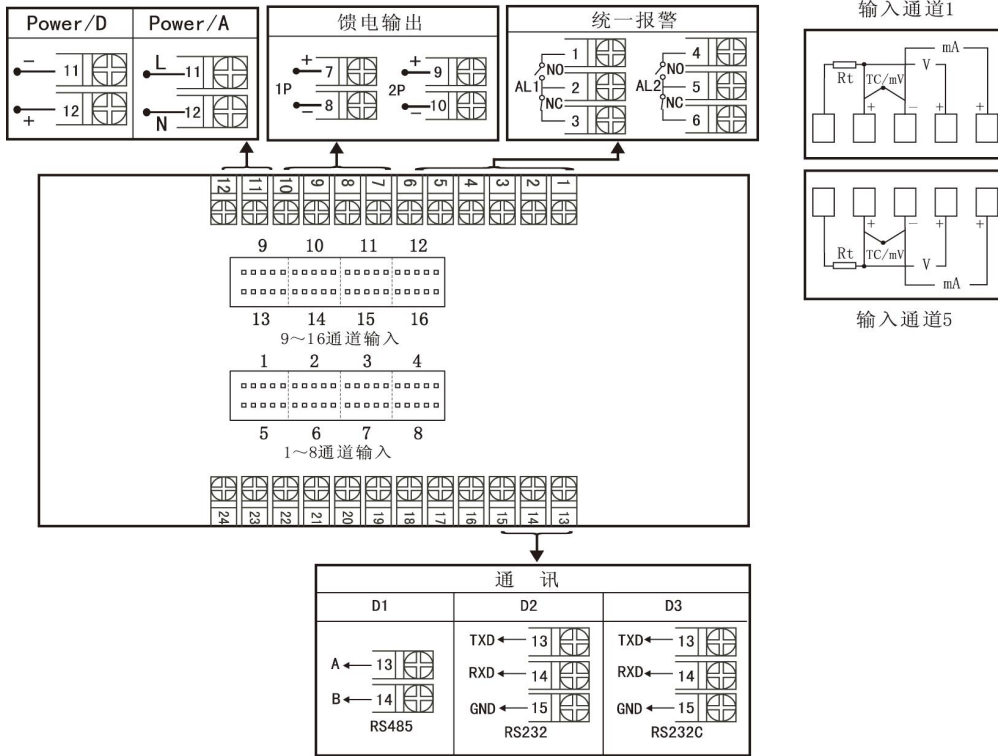 Power/D Power/A
- 11
+ 12
L 11
N 12
馈电输出
1P + 7
- 8
2P + 9
- 10
统一报警
AL1 NO NC 1 2 3
AL2 NO NC 4 5 6
输入通道1
Rt TC/mV V mA
+ - + +
+ - + +
Rt TC/mV V mA
输入通道5
12 11 10 9 8 7 6 5 4 3 2 1
9 10 11 12
13 14 15 16
9～16通道输入
1 2 3 4
5 6 7 8
1～8通道输入
24 23 22 21 20 19 18 17 16 15 14 13
通 讯
D1 D2 D3
A 13
B 14
RS485
TXD 13
RXD 14
GND 15
RS232
TXD 13
RXD 14
GND 15
RS232C